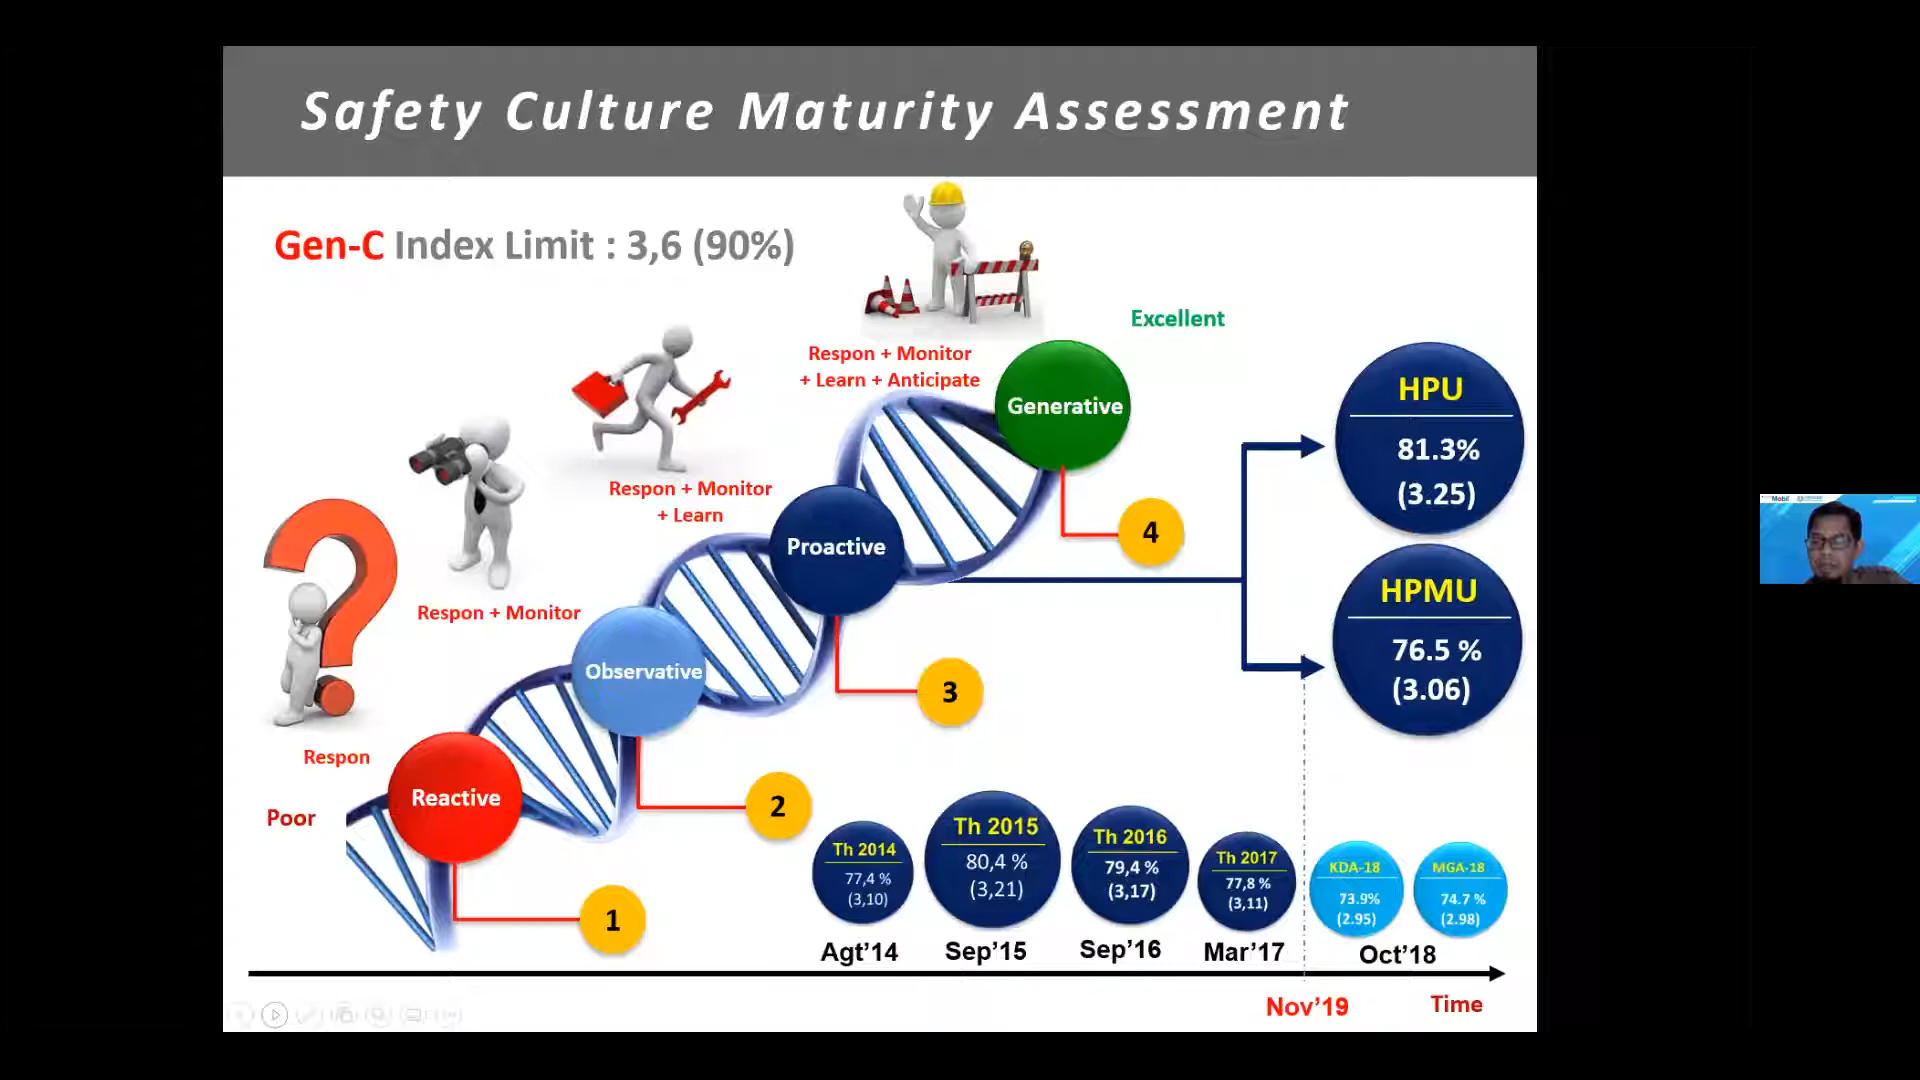 Safety Culture Maturity Assessment
Gen-C Index Limit : 3,6 (90%)
Excellent
Respon + Monitor
+ Learn + Anticipate
Generative
HPU
81.3%
(3.25)
4
Respon + Monitor
+ Learn
Proactive
HPMU
76.5 %
(3.06)
3
Respon + Monitor
Observative
2
Respon
Reactive
Poor
1
Th 2014
77,4 %
(3,10)
Agt'14
Th 2015
80,4 %
(3,21)
Sep'15
Th 2016
79,4 %
(3,17)
Sep'16
Th 2017
77,8 %
(3,11)
Mar'17
KDA-18
73.9%
(2.95)
MGA-18
74.7 %
(2.98)
Oct'18
Nov'19
Time
Mobil